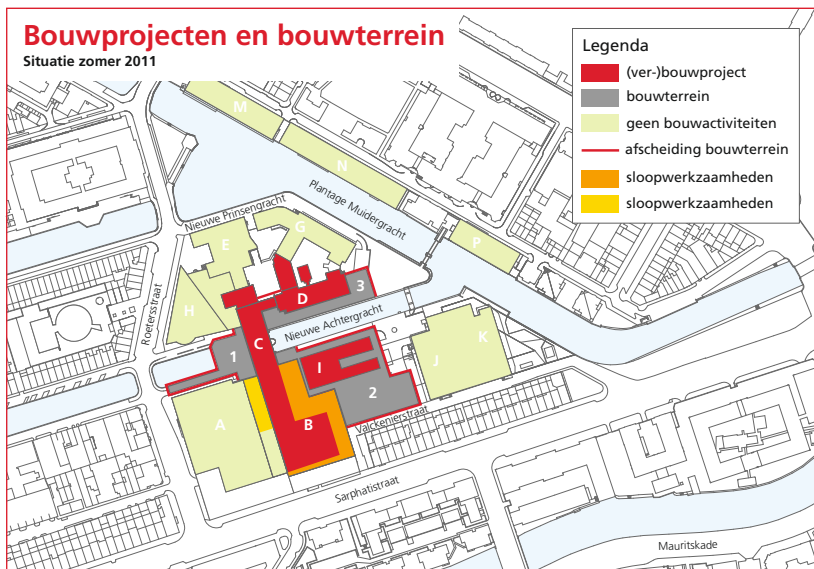 Bouwprojecten en bouwterrein
Situatie zomer 2011
Legenda
(ver-)bouwproject
bouwterrein
geen bouwactiviteiten
afscheiding bouwterrein
sloopwerkzaamheden
sloopwerkzaamheden
M
N
Plantage Muidergracht
Nieuwe Prinsengracht
G
E
P
H
Roetersstraat
D
3
Nieuwe Achtergracht
C
1
I
J
K
2
A
B
Valckenierstraat
Sarphatistraat
Mauritskade